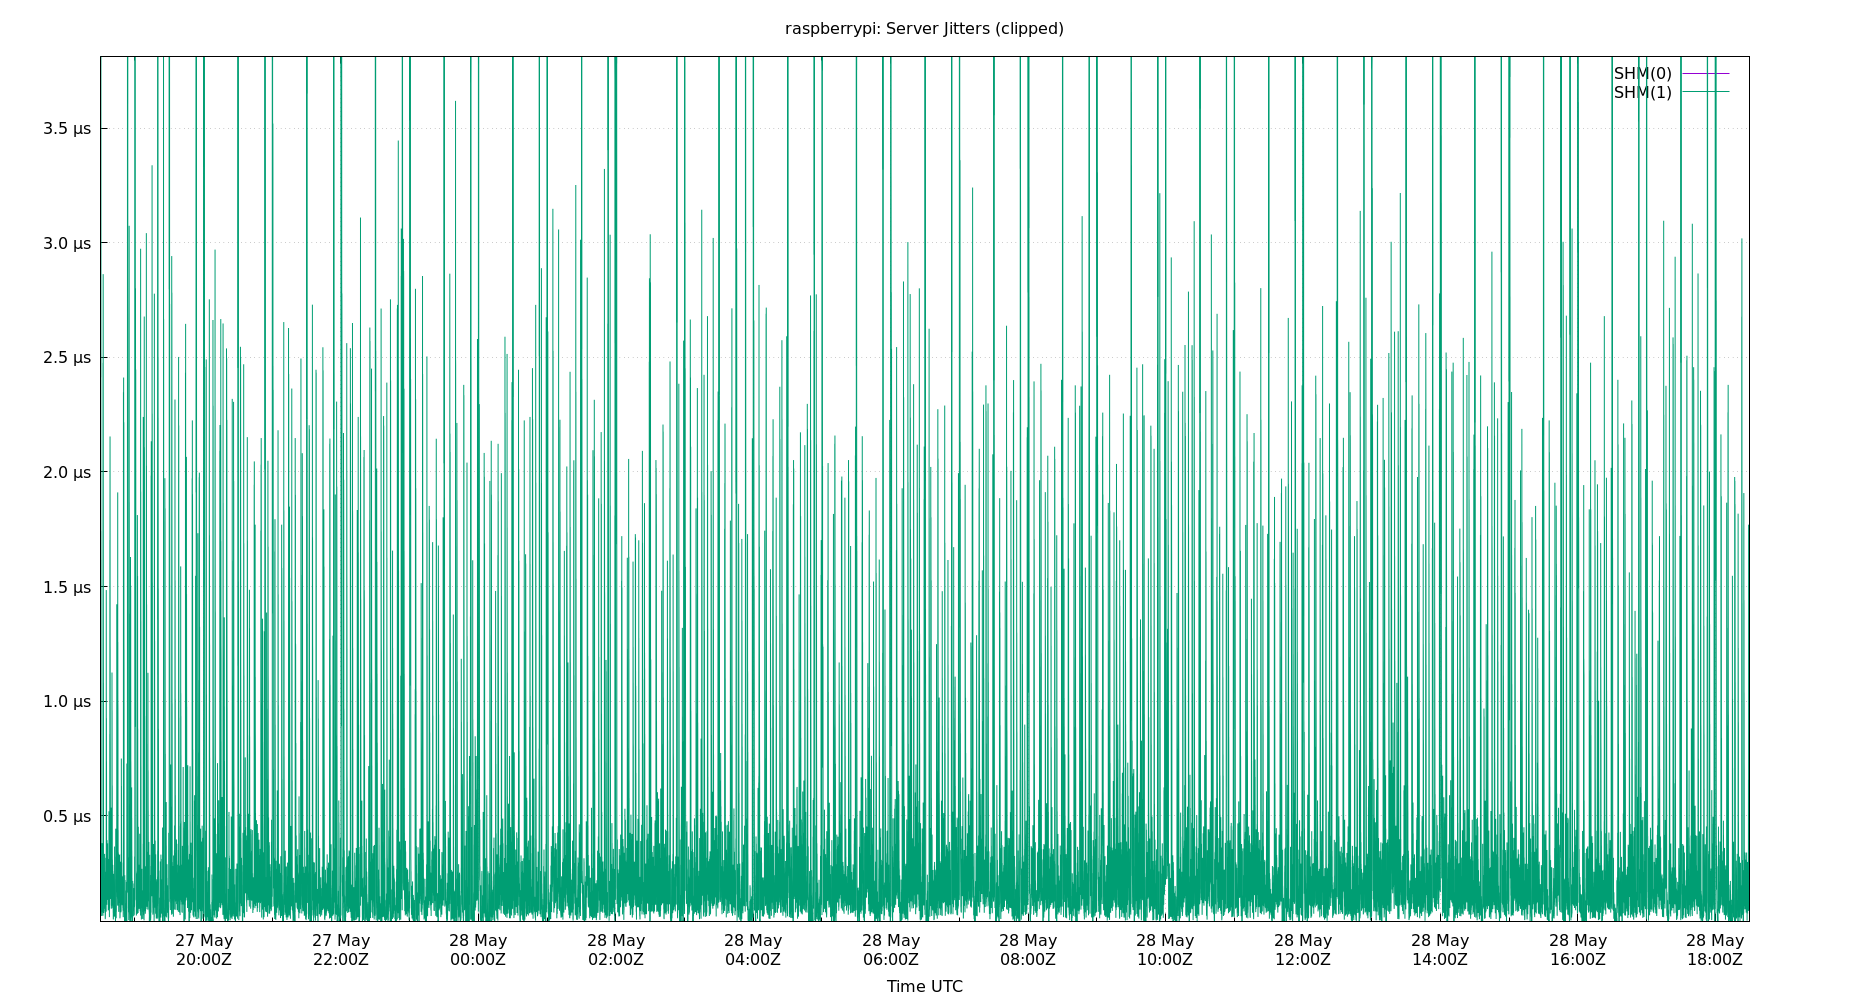 raspberrypi: Server Jitters (clipped)
SHM(0)
SHM(1)
3.5 µs
3.0 µs
2.5 µs
2.0 µs
1.5 µs
1.0 µs
0.5 µs
27 May 27 May 28 May 28 May 28 May 28 May 28 May 28 May 28 May 28 May 28 May 28 May
20:00Z 22:00Z 00:00Z 02:00Z 04:00Z 06:00Z 08:00Z 10:00Z 12:00Z 14:00Z 16:00Z 18:00Z
Time UTC